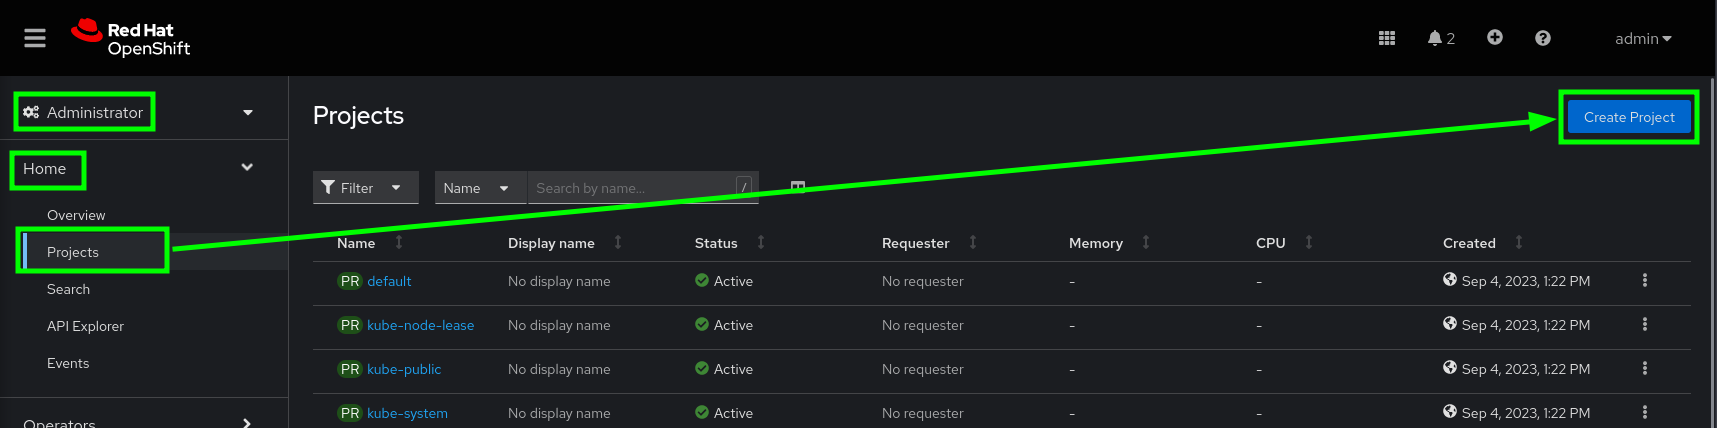 Red Hat
OpenShift
2
admin
Administrator
Home
Overview
Projects
Search
API Explorer
Events
Operators
Projects
Create Project
Filter
Name
Search by name...
/
Name Display name Status Requester Memory CPU Created
PR default No display name Active No requester - - Sep 4, 2023, 1:22 PM
PR kube-node-lease No display name Active No requester - - Sep 4, 2023, 1:22 PM
PR kube-public No display name Active No requester - - Sep 4, 2023, 1:22 PM
PR kube-system No display name Active No requester - - Sep 4, 2023, 1:22 PM